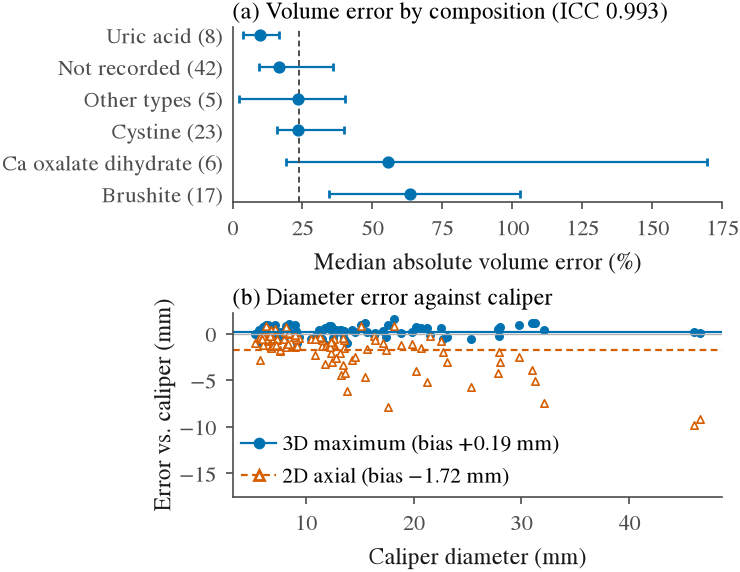 (a) Volume error by composition (ICC 0.993)
Uric acid (8)
Not recorded (42)
Other types (5)
Cystine (23)
Ca oxalate dihydrate (6)
Brushite (17)
0 25 50 75 100 125 150 175
Median absolute volume error (%)
(b) Diameter error against caliper
Error vs. caliper (mm)
0
−5
−10
−15
3D maximum (bias +0.19 mm)
2D axial (bias −1.72 mm)
10 20 30 40
Caliper diameter (mm)